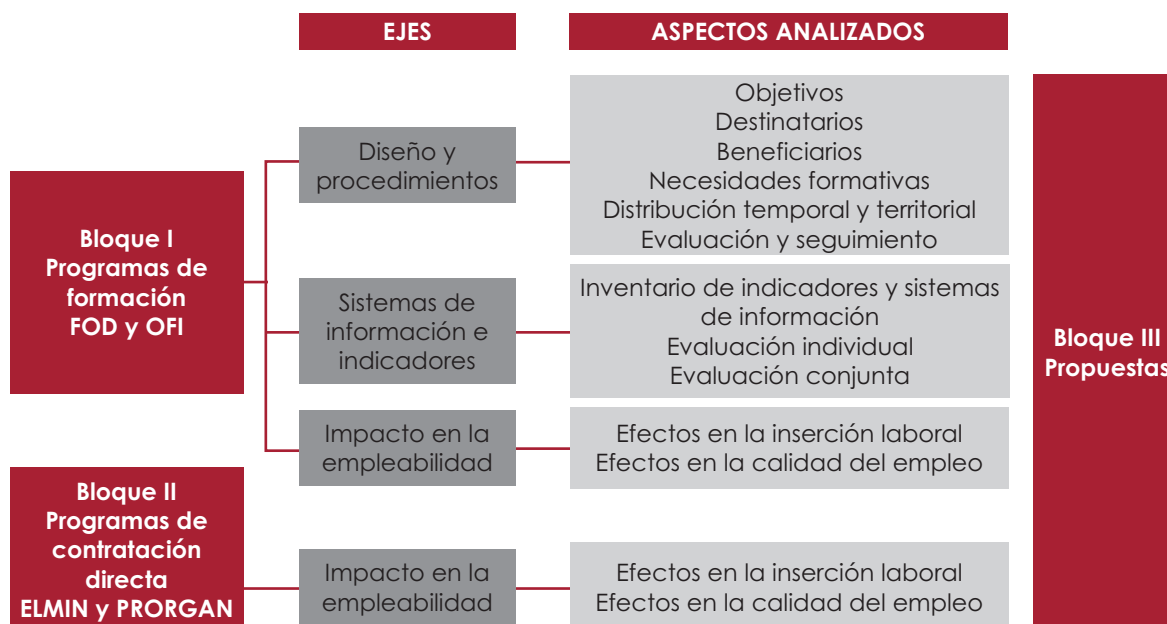 EJES
ASPECTOS ANALIZADOS
Bloque I
Programas de
formación
FOD y OFI
Diseño y
procedimientos
Objetivos
Destinatarios
Beneficiarios
Necesidades formativas
Distribución temporal y territorial
Evaluación y seguimiento
Sistemas de
información e
indicadores
Inventario de indicadores y sistemas
de información
Evaluación individual
Evaluación conjunta
Impacto en la
empleabilidad
Efectos en la inserción laboral
Efectos en la calidad del empleo
Bloque II
Programas de
contratación
directa
ELMIN y PRORGAN
Impacto en la
empleabilidad
Efectos en la inserción laboral
Efectos en la calidad del empleo
Bloque III
Propuestas